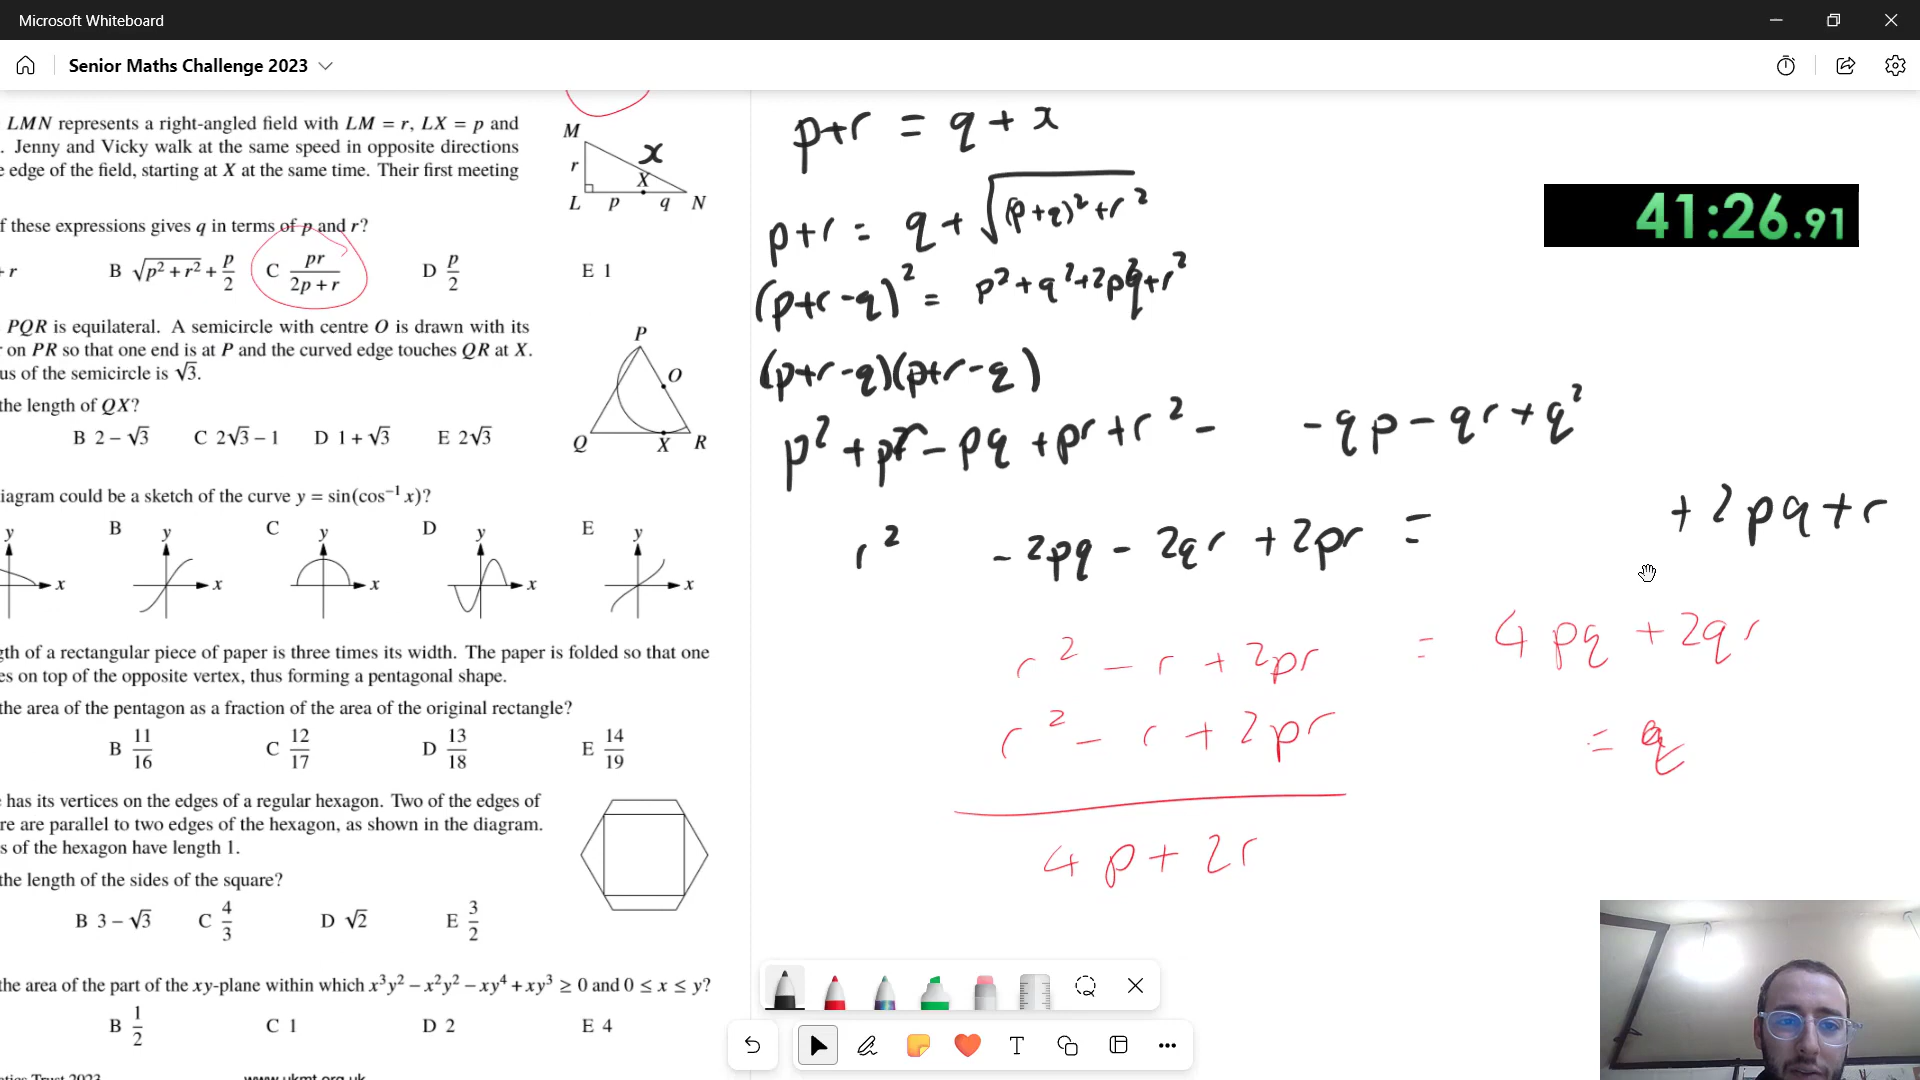 Microsoft Whiteboard
Senior Maths Challenge 2023
LMN represents a right-angled field with LM = r, LX = p and
. Jenny and Vicky walk at the same speed in opposite directions
e edge of the field, starting at X at the same time. Their first meeting
M
x
r
X
L p q N
f these expressions gives q in terms of p and r?
+ r B √(p² + r²) + p/2 C pr/(2p + r) D p/2 E 1
PQR is equilateral. A semicircle with centre O is drawn with its
r on PR so that one end is at P and the curved edge touches QR at X.
us of the semicircle is √3.
P
O
Q X R
the length of QX?
B 2 − √3 C 2√3 − 1 D 1 + √3 E 2√3
iagram could be a sketch of the curve y = sin(cos⁻¹ x)?
y x B y x C y x D y x E y x
gth of a rectangular piece of paper is three times its width. The paper is folded so that one
es on top of the opposite vertex, thus forming a pentagonal shape.
the area of the pentagon as a fraction of the area of the original rectangle?
B 11/16 C 12/17 D 13/18 E 14/19
e has its vertices on the edges of a regular hexagon. Two of the edges of
re are parallel to two edges of the hexagon, as shown in the diagram.
s of the hexagon have length 1.
the length of the sides of the square?
B 3 − √3 C 4/3 D √2 E 3/2
the area of the part of the xy-plane within which x³y² − x²y² − xy⁴ + xy³ ≥ 0 and 0 ≤ x ≤ y?
B 1/2 C 1 D 2 E 4
p+r = q + x
p+r = q + √((p+q)²+r²)
(p+r-q)² = p²+q²+2pq+r²
(p+r-q)(p+r-q)
p² + pr - pq + pr + r² - - qp - qr + q²
r² - 2pq - 2qr + 2pr = + 2pq + r
r² - r + 2pr = 4pq + 2qr
r² - r + 2pr = q
4p + 2r
41:26.91